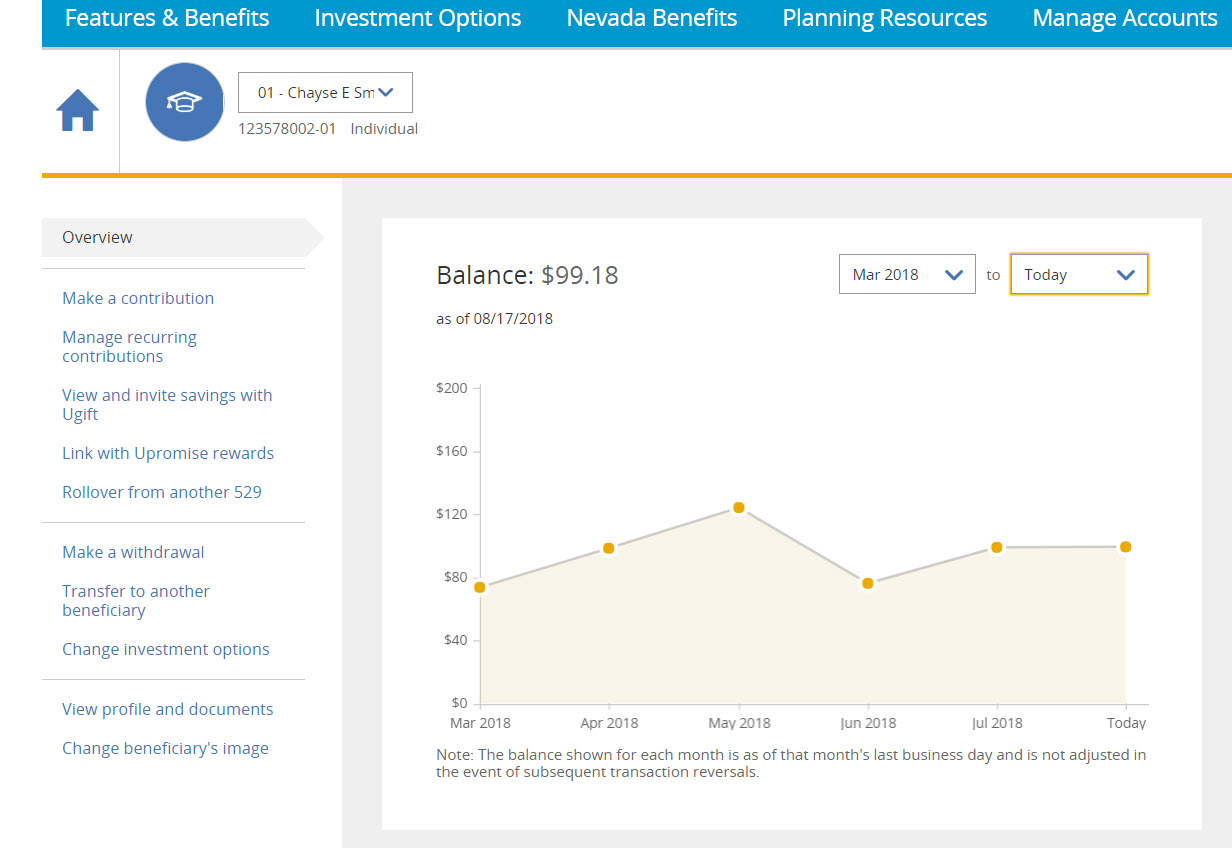 Features & Benefits Investment Options Nevada Benefits Planning Resources Manage Accounts
01 - Chayse E Sm
123578002-01 Individual
Overview
Make a contribution
Manage recurring
contributions
View and invite savings with
Ugift
Link with Upromise rewards
Rollover from another 529
Make a withdrawal
Transfer to another
beneficiary
Change investment options
View profile and documents
Change beneficiary's image
Balance: $99.18
as of 08/17/2018
Mar 2018 to Today
$200
$160
$120
$80
$40
$0
Mar 2018 Apr 2018 May 2018 Jun 2018 Jul 2018 Today
Note: The balance shown for each month is as of that month's last business day and is not adjusted in
the event of subsequent transaction reversals.